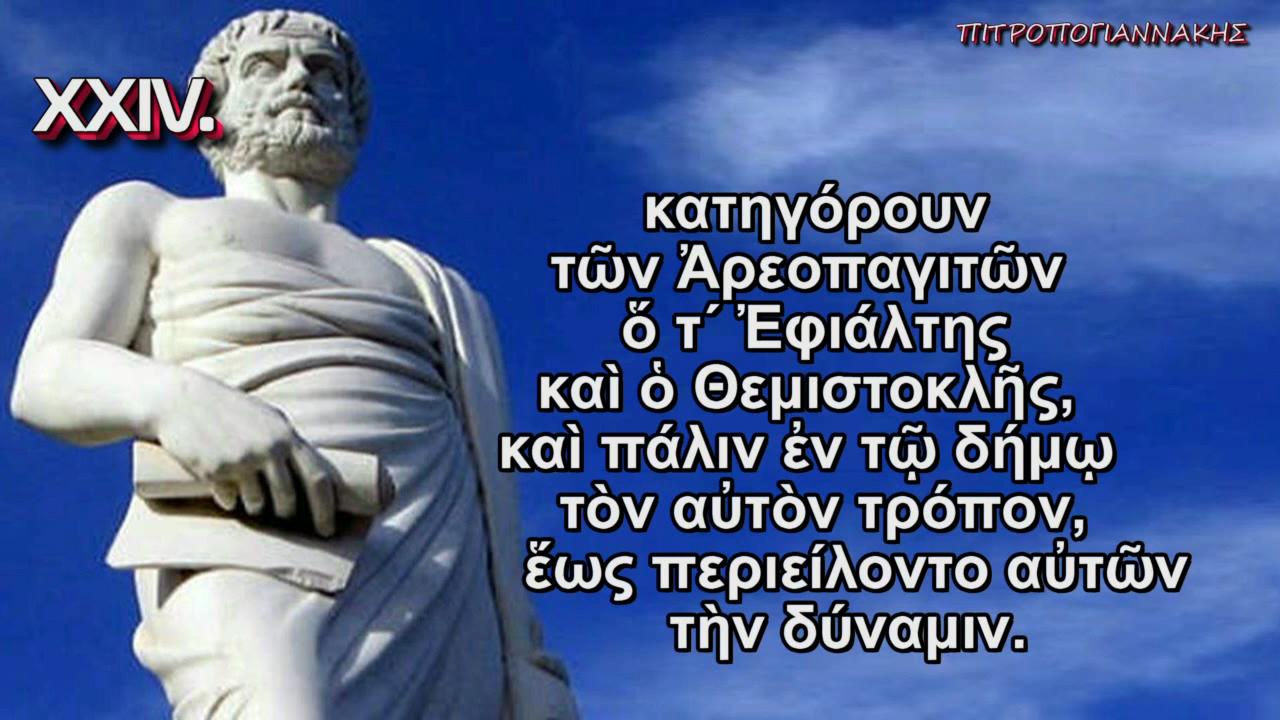 ΠΙΤΡΟΠΟΓΙΑΝΝΑΚΗΣ
XXIV.
κατηγόρουν
τῶν Ἀρεοπαγιτῶν
ὅ τ´ Ἐφιάλτης
καὶ ὁ Θεμιστοκλῆς,
καὶ πάλιν ἐν τῷ δήμῳ
τὸν αὐτὸν τρόπον,
ἕως περιείλοντο αὐτῶν
τὴν δύναμιν.